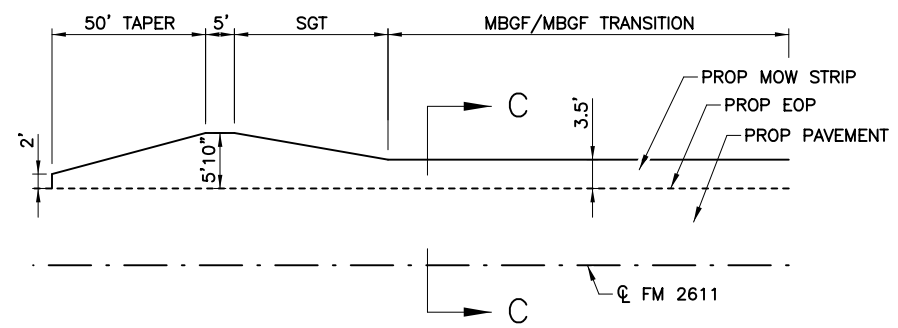 50' TAPER
5'
SGT
MBGF/MBGF TRANSITION
PROP MOW STRIP
C
PROP EOP
3.5'
PROP PAVEMENT
2'
5'10"
℄ FM 2611
C